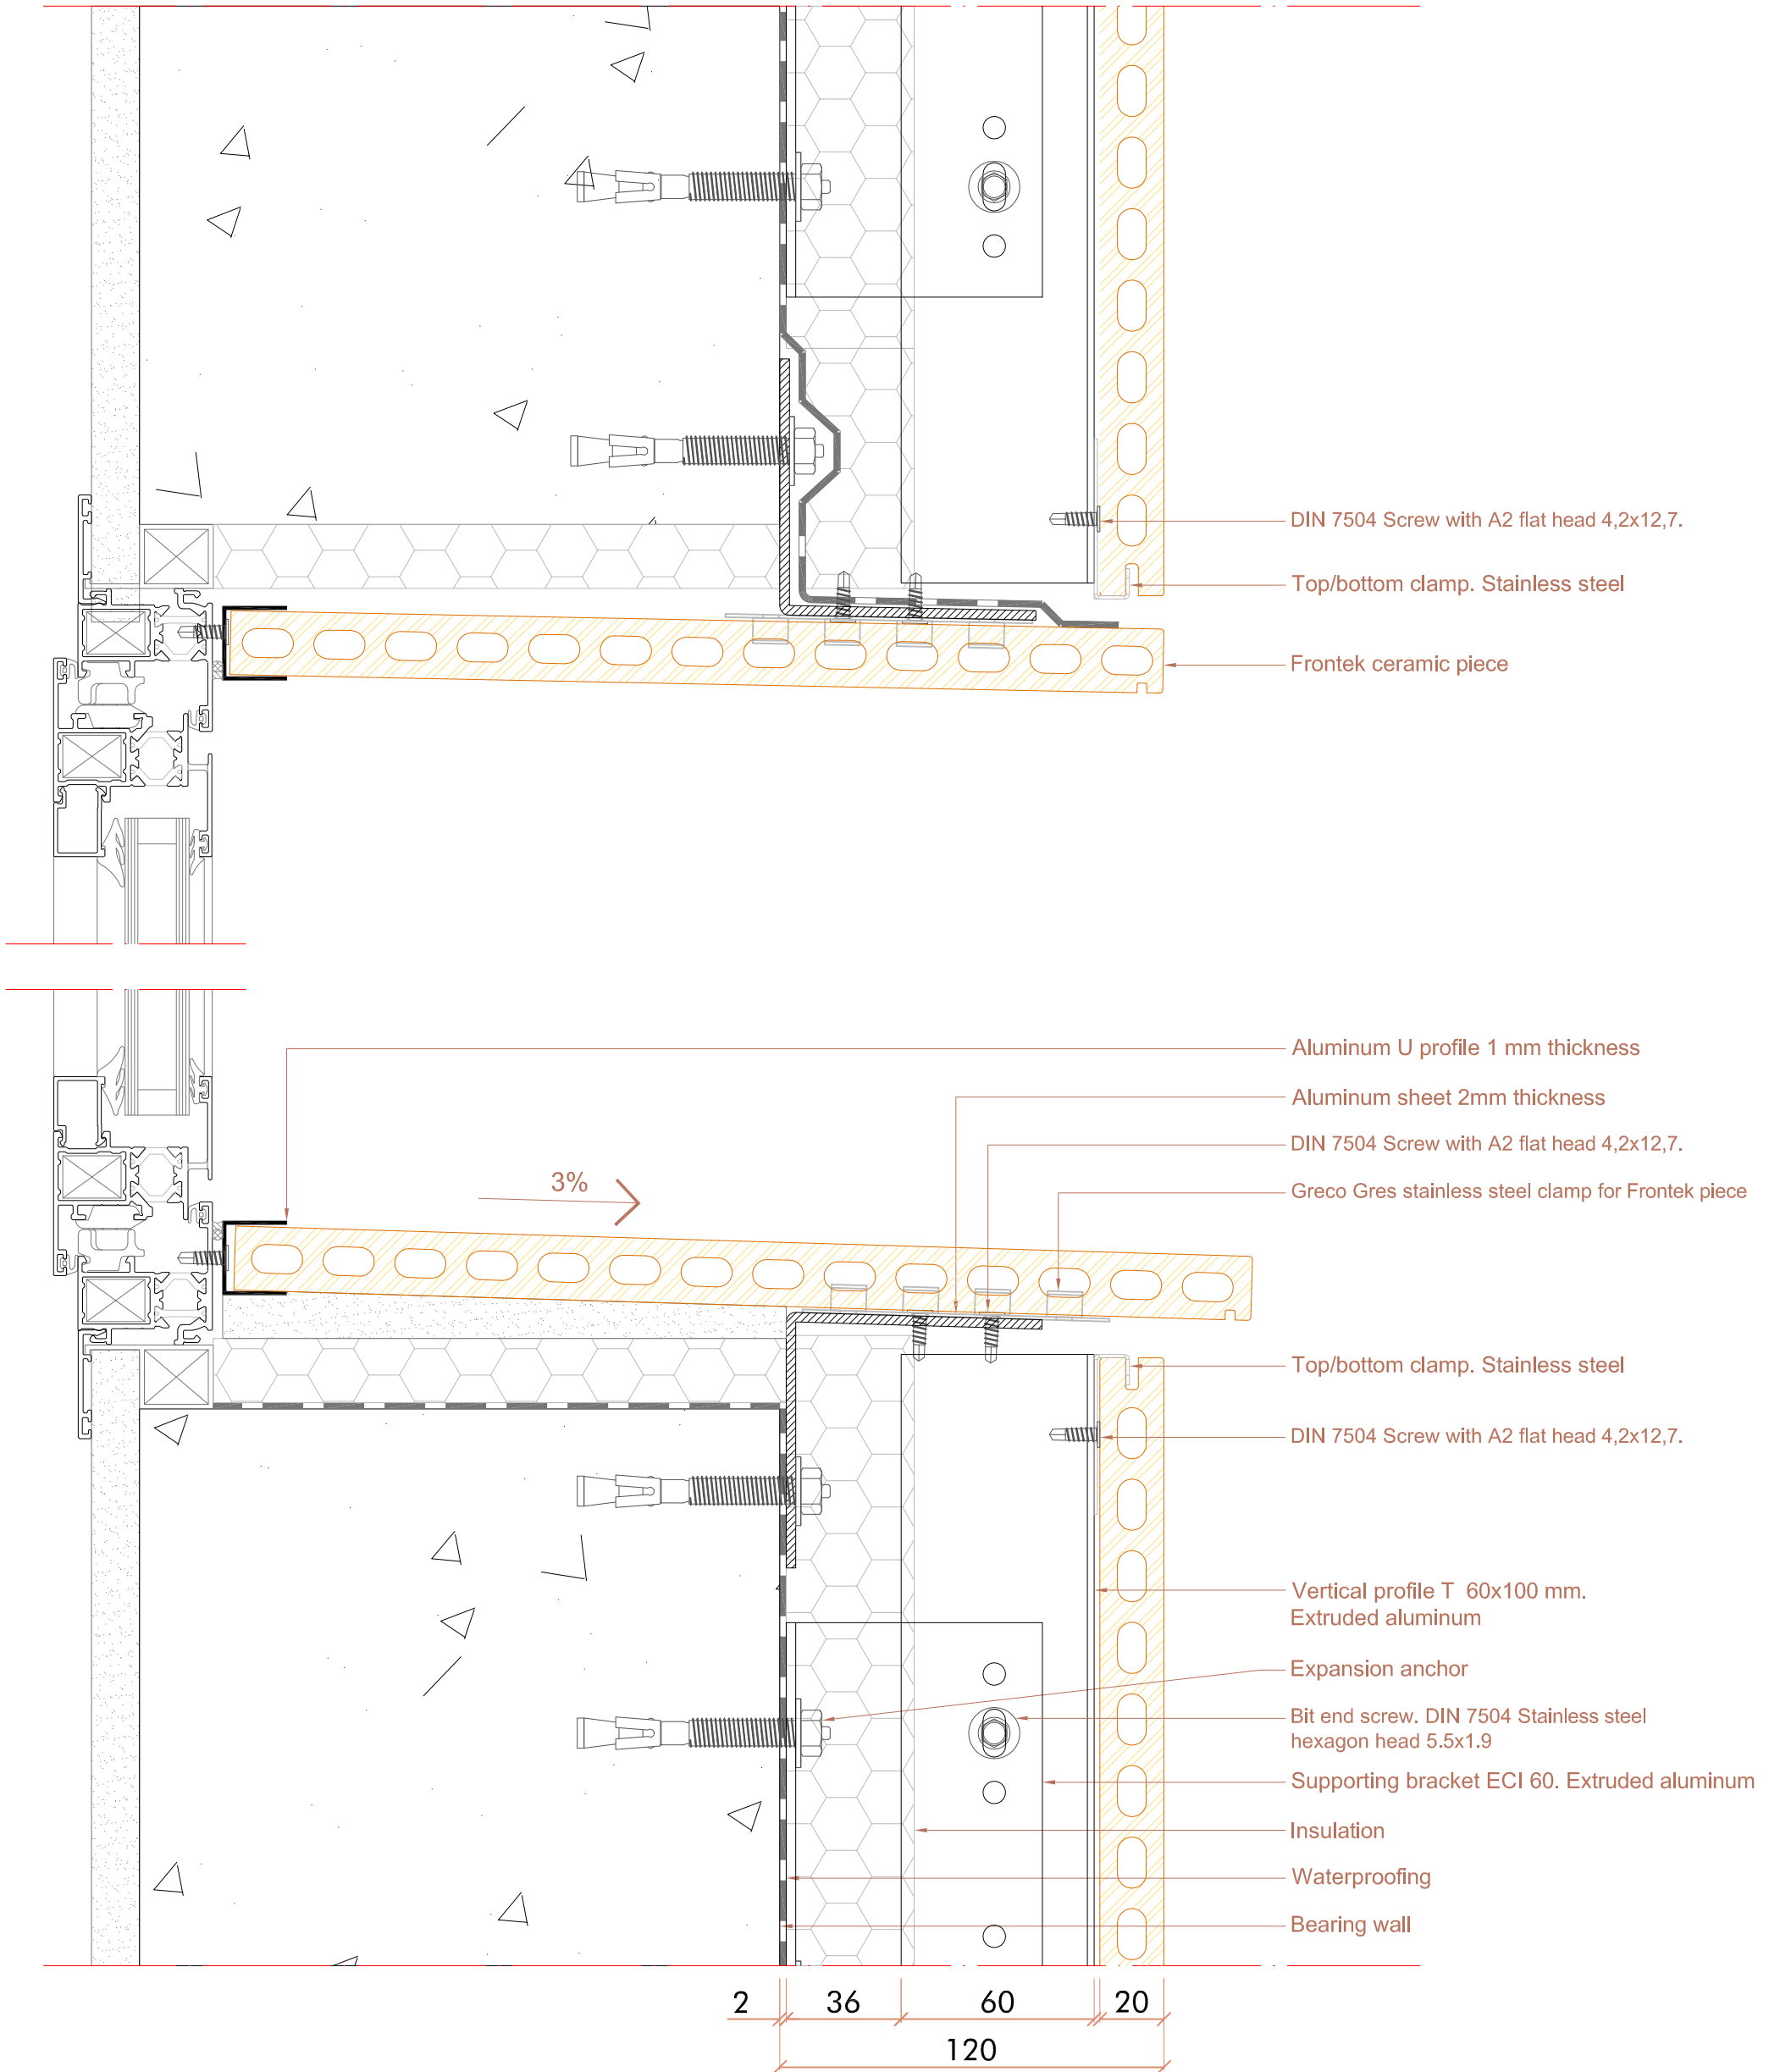 DIN 7504 Screw with A2 flat head 4,2x12,7.
Top/bottom clamp. Stainless steel
Frontek ceramic piece
Aluminum U profile 1 mm thickness
Aluminum sheet 2mm thickness
DIN 7504 Screw with A2 flat head 4,2x12,7.
3%
Greco Gres stainless steel clamp for Frontek piece
Top/bottom clamp. Stainless steel
DIN 7504 Screw with A2 flat head 4,2x12,7.
Vertical profile T 60x100 mm.
Extruded aluminum
Expansion anchor
Bit end screw. DIN 7504 Stainless steel
hexagon head 5.5x1.9
Supporting bracket ECI 60. Extruded aluminum
Insulation
Waterproofing
Bearing wall
2 36 60 20
120